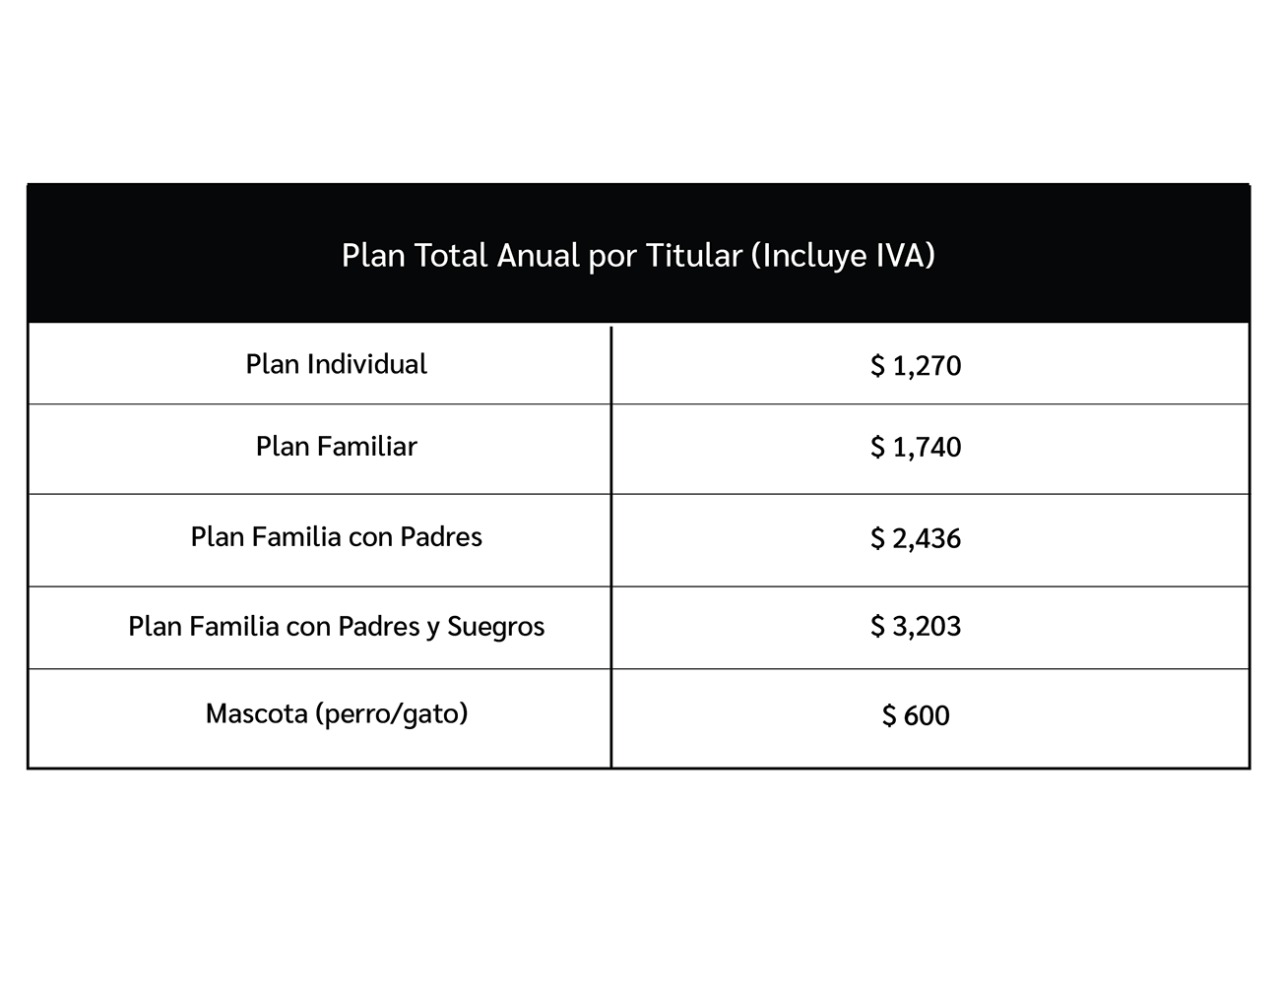 Plan Total Anual por Titular (Incluye IVA)
Plan Individual
$ 1,270
Plan Familiar
$ 1,740
Plan Familia con Padres
$ 2,436
Plan Familia con Padres y Suegros
$ 3,203
Mascota (perro/gato)
$ 600